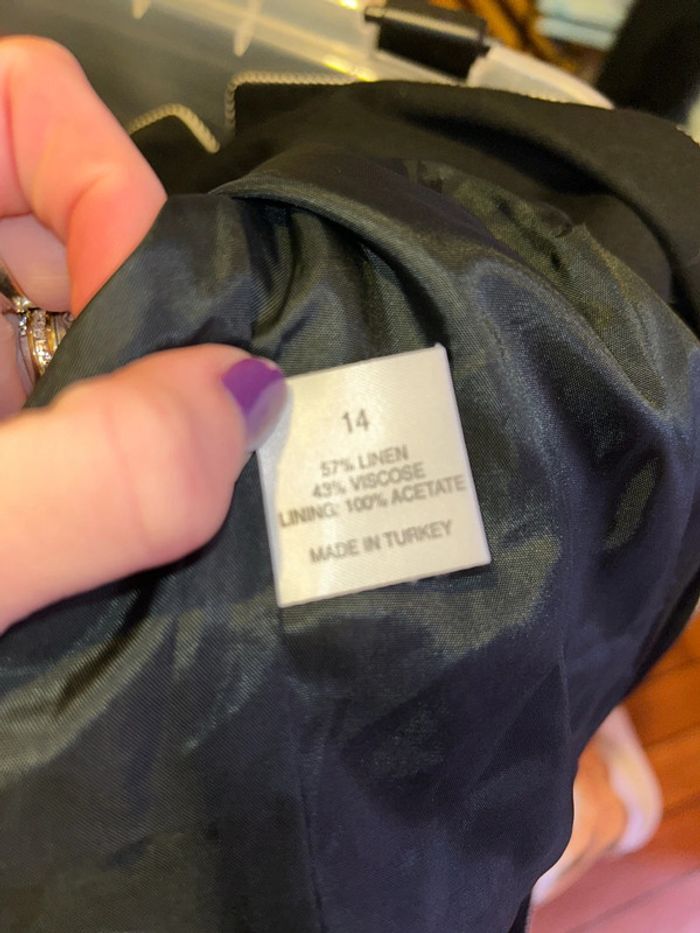 14
57% LINEN
43% VISCOSE
LINING: 100% ACETATE
MADE IN TURKEY